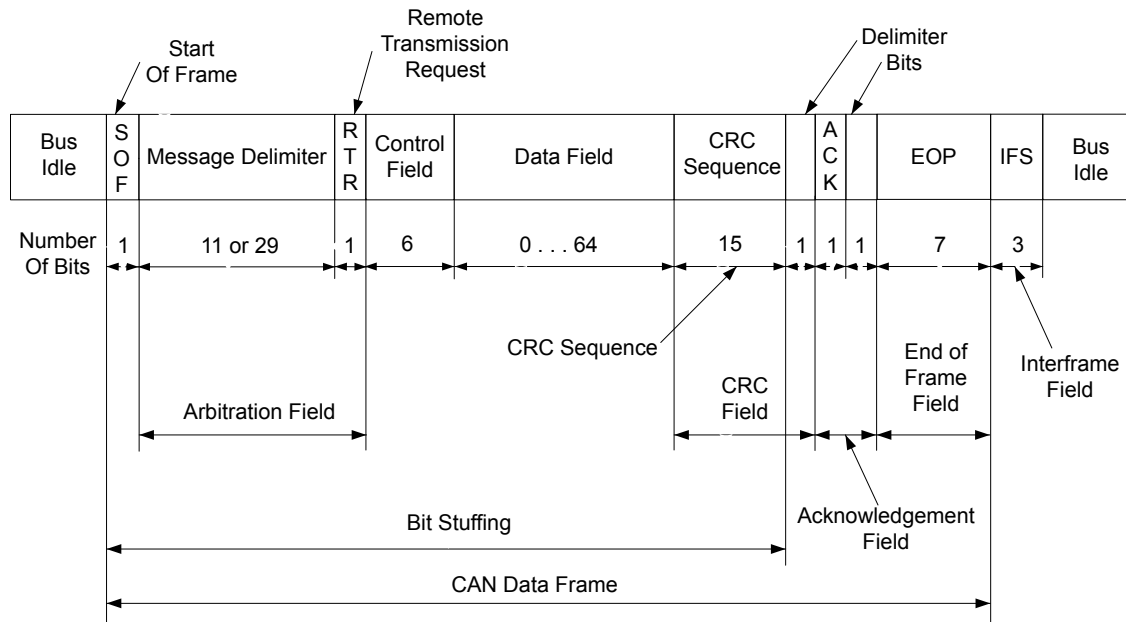 Remote
Transmission
Request
Start
Of Frame
Delimiter
Bits
Bus
Idle
S
O
F
Message Delimiter
R
T
R
Control
Field
Data Field
CRC
Sequence
A
C
K
EOP
IFS
Bus
Idle
Number
Of Bits
1
11 or 29
1
6
0 . . . 64
15
1
1
1
7
3
CRC Sequence
End of
Frame
Field
Interframe
Field
Arbitration Field
CRC
Field
Bit Stuffing
Acknowledgement
Field
CAN Data Frame